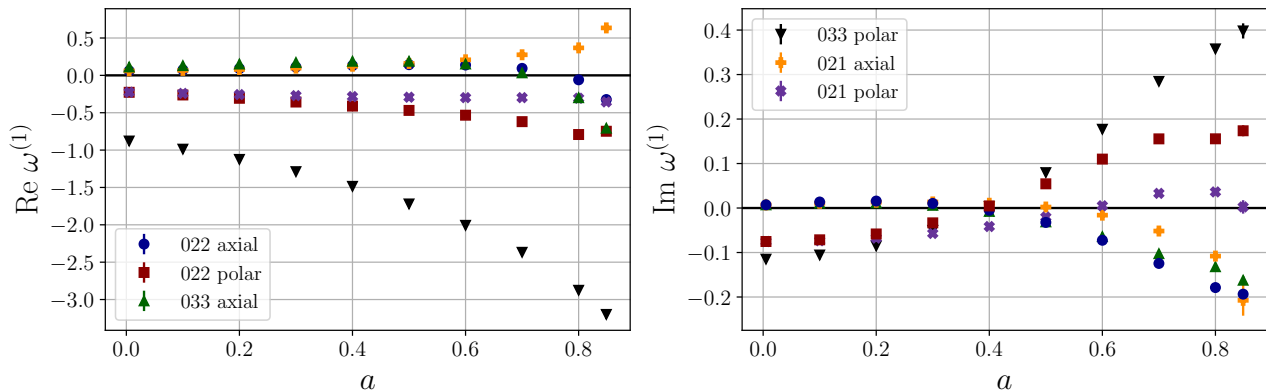 Re ω⁽¹⁾
0.5
0.0
−0.5
−1.0
−1.5
−2.0
−2.5
−3.0
022 axial
022 polar
033 axial
0.0 0.2 0.4 0.6 0.8
a
Im ω⁽¹⁾
0.4
0.3
0.2
0.1
0.0
−0.1
−0.2
033 polar
021 axial
021 polar
0.0 0.2 0.4 0.6 0.8
a